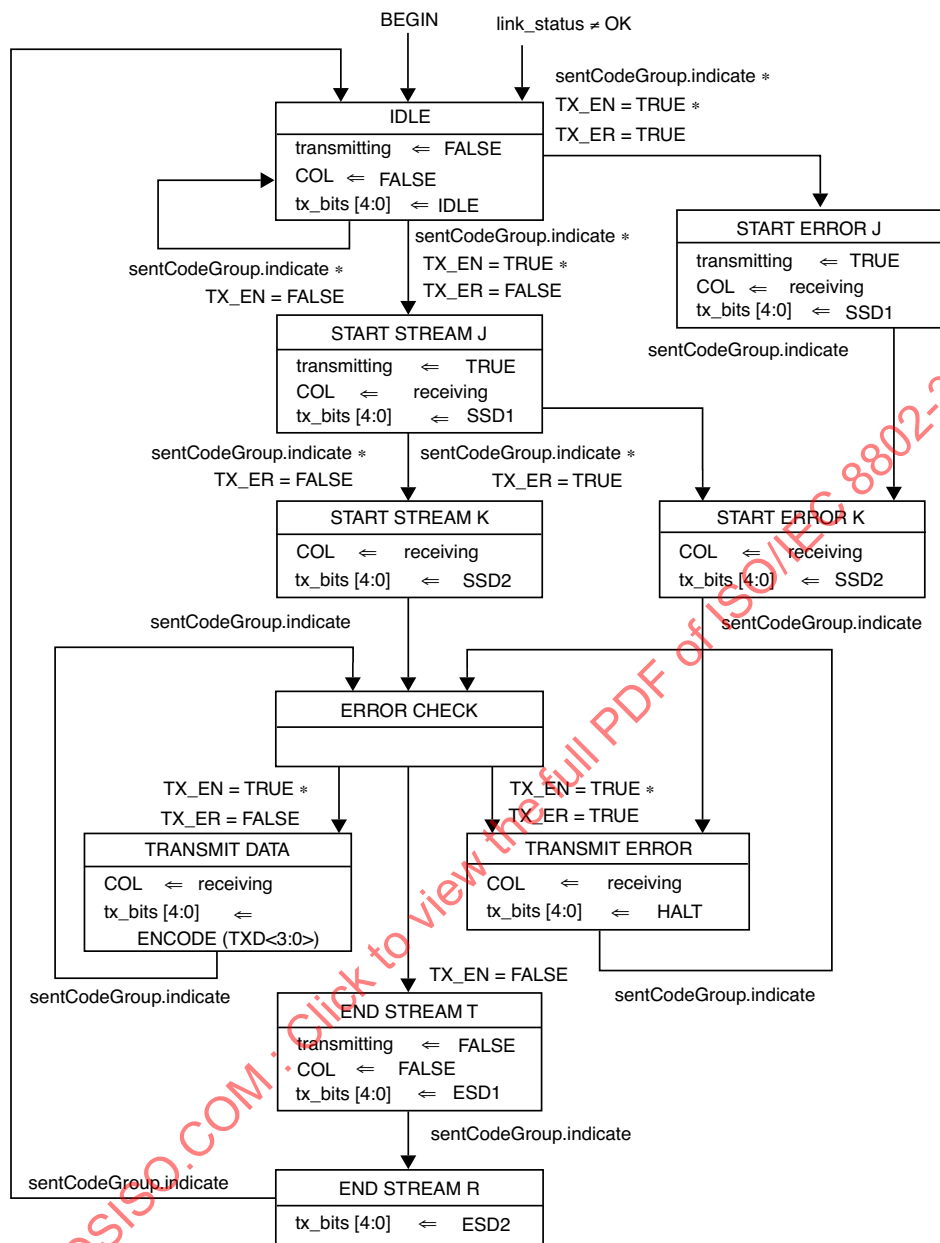 BEGIN
link_status ≠ OK
sentCodeGroup.indicate *
TX_EN = TRUE *
TX_ER = TRUE
IDLE
transmitting ⇐ FALSE
COL ⇐ FALSE
tx_bits [4:0] ⇐ IDLE
sentCodeGroup.indicate *
TX_EN = FALSE
sentCodeGroup.indicate *
TX_EN = TRUE *
TX_ER = FALSE
START ERROR J
transmitting ⇐ TRUE
COL ⇐ receiving
tx_bits [4:0] ⇐ SSD1
sentCodeGroup.indicate
START STREAM J
transmitting ⇐ TRUE
COL ⇐ receiving
tx_bits [4:0] ⇐ SSD1
sentCodeGroup.indicate *
TX_ER = FALSE
sentCodeGroup.indicate *
TX_ER = TRUE
START STREAM K
COL ⇐ receiving
tx_bits [4:0] ⇐ SSD2
START ERROR K
COL ⇐ receiving
tx_bits [4:0] ⇐ SSD2
sentCodeGroup.indicate
sentCodeGroup.indicate
ERROR CHECK
TX_EN = TRUE *
TX_ER = FALSE
TX_EN = TRUE *
TX_ER = TRUE
TRANSMIT DATA
COL ⇐ receiving
tx_bits [4:0] ⇐
ENCODE (TXD<3:0>)
sentCodeGroup.indicate
TRANSMIT ERROR
COL ⇐ receiving
tx_bits [4:0] ⇐ HALT
sentCodeGroup.indicate
TX_EN = FALSE
END STREAM T
transmitting ⇐ FALSE
COL ⇐ FALSE
tx_bits [4:0] ⇐ ESD1
sentCodeGroup.indicate
sentCodeGroup.indicate
END STREAM R
tx_bits [4:0] ⇐ ESD2
OSISO.COM : Click to view the full PDF of ISO/IEC 8802-